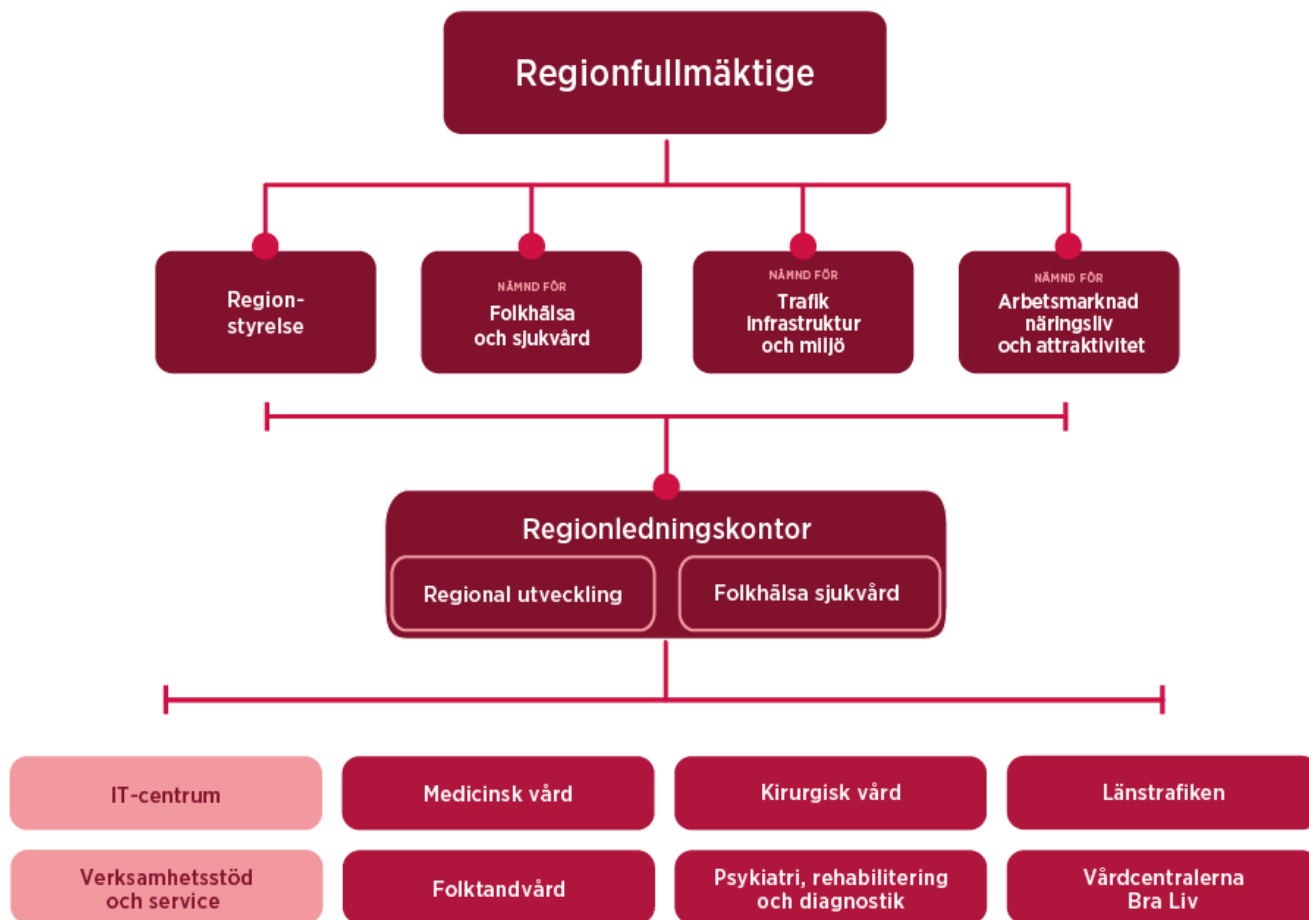 Regionfullmäktige
Region-
styrelse
NÄMND FÖR
Folkhälsa
och sjukvård
NÄMND FÖR
Trafik
infrastruktur
och miljö
NÄMND FÖR
Arbetsmarknad
näringsliv
och attraktivitet
Regionledningskontor
Regional utveckling
Folkhälsa sjukvård
IT-centrum
Medicinsk vård
Kirurgisk vård
Länstrafiken
Verksamhetsstöd
och service
Folktandvård
Psykiatri, rehabilitering
och diagnostik
Vårdcentralerna
Bra Liv